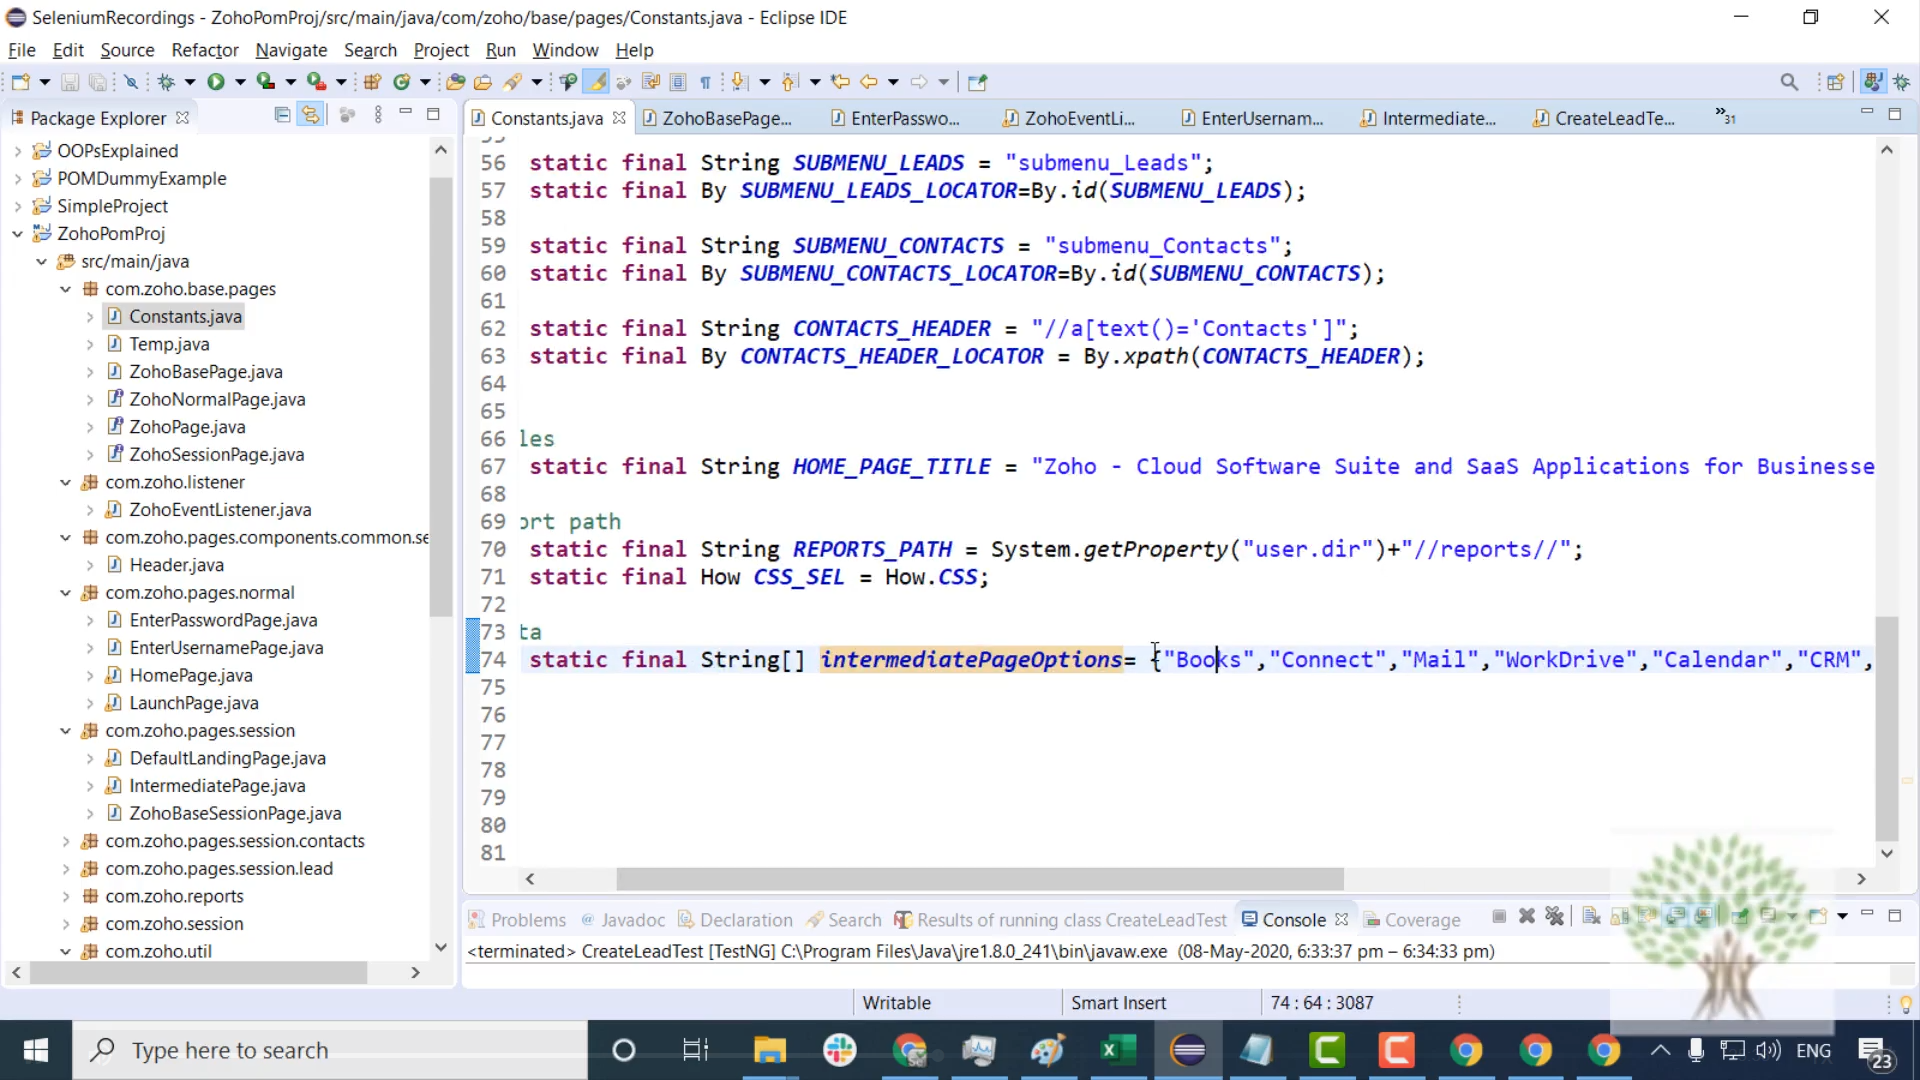 SeleniumRecordings - ZohoPomProj/src/main/java/com/zoho/base/pages/Constants.java - Eclipse IDE
File Edit Source Refactor Navigate Search Project Run Window Help
Package Explorer
OOPsExplained
POMDummyExample
SimpleProject
ZohoPomProj
src/main/java
com.zoho.base.pages
Constants.java
Temp.java
ZohoBasePage.java
ZohoNormalPage.java
ZohoPage.java
ZohoSessionPage.java
com.zoho.listener
ZohoEventListener.java
com.zoho.pages.components.common.se
Header.java
com.zoho.pages.normal
EnterPasswordPage.java
EnterUsernamePage.java
HomePage.java
LaunchPage.java
com.zoho.pages.session
DefaultLandingPage.java
IntermediatePage.java
ZohoBaseSessionPage.java
com.zoho.pages.session.contacts
com.zoho.pages.session.lead
com.zoho.reports
com.zoho.session
com.zoho.util
Constants.java ZohoBasePage... EnterPasswo... ZohoEventLi... EnterUsernam... Intermediate... CreateLeadTe... »31
56 static final String SUBMENU_LEADS = "submenu_Leads";
57 static final By SUBMENU_LEADS_LOCATOR=By.id(SUBMENU_LEADS);
58
59 static final String SUBMENU_CONTACTS = "submenu_Contacts";
60 static final By SUBMENU_CONTACTS_LOCATOR=By.id(SUBMENU_CONTACTS);
61
62 static final String CONTACTS_HEADER = "//a[text()='Contacts']";
63 static final By CONTACTS_HEADER_LOCATOR = By.xpath(CONTACTS_HEADER);
64
65
66 les
67 static final String HOME_PAGE_TITLE = "Zoho - Cloud Software Suite and SaaS Applications for Businesse
68
69 ort path
70 static final String REPORTS_PATH = System.getProperty("user.dir")+"//reports//";
71 static final How CSS_SEL = How.CSS;
72
73 ta
74 static final String[] intermediatePageOptions= {"Books","Connect","Mail","WorkDrive","Calendar","CRM",
75
76
77
78
79
80
81
Problems Javadoc Declaration Search Results of running class CreateLeadTest Console Coverage
<terminated> CreateLeadTest [TestNG] C:\Program Files\Java\jre1.8.0_241\bin\javaw.exe (08-May-2020, 6:33:37 pm – 6:34:33 pm)
Writable Smart Insert 74 : 64 : 3087
Type here to search
ENG
23